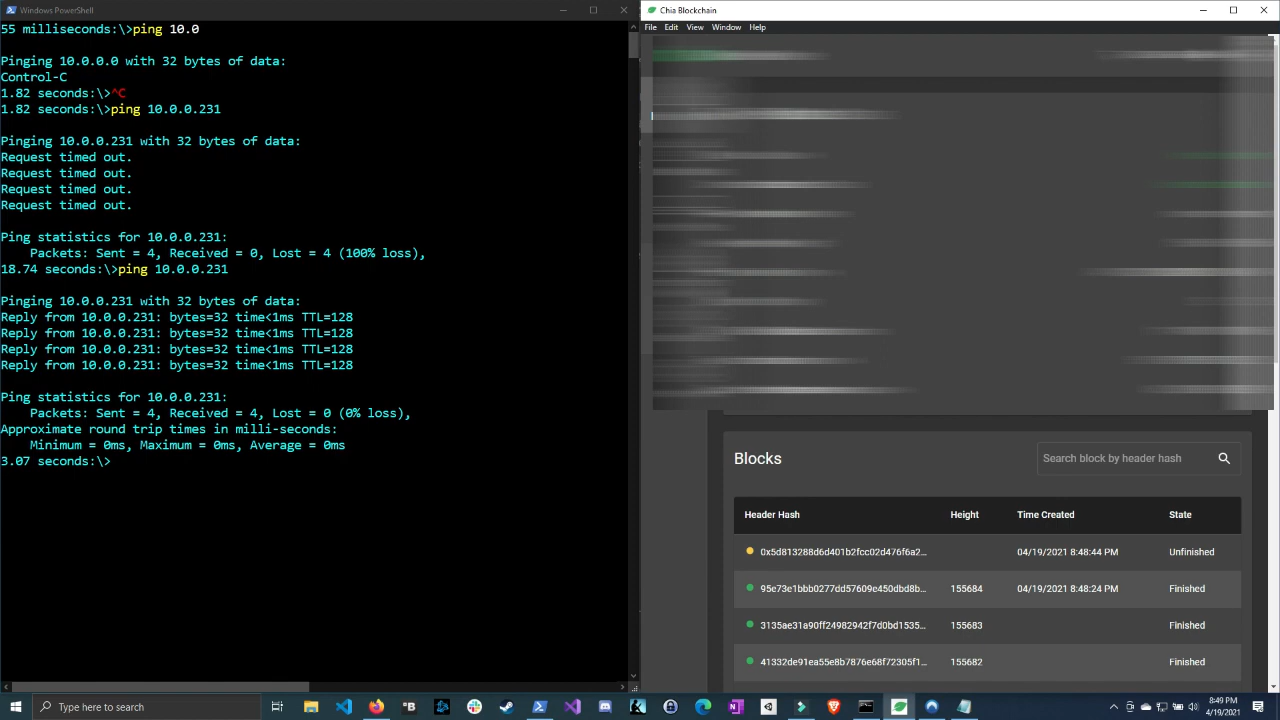 Windows PowerShell
55 milliseconds:\>ping 10.0
Pinging 10.0.0.0 with 32 bytes of data:
Control-C
1.82 seconds:\>^C
1.82 seconds:\>ping 10.0.0.231
Pinging 10.0.0.231 with 32 bytes of data:
Request timed out.
Request timed out.
Request timed out.
Request timed out.
Ping statistics for 10.0.0.231:
Packets: Sent = 4, Received = 0, Lost = 4 (100% loss),
18.74 seconds:\>ping 10.0.0.231
Pinging 10.0.0.231 with 32 bytes of data:
Reply from 10.0.0.231: bytes=32 time<1ms TTL=128
Reply from 10.0.0.231: bytes=32 time<1ms TTL=128
Reply from 10.0.0.231: bytes=32 time<1ms TTL=128
Reply from 10.0.0.231: bytes=32 time<1ms TTL=128
Ping statistics for 10.0.0.231:
Packets: Sent = 4, Received = 4, Lost = 0 (0% loss),
Approximate round trip times in milli-seconds:
Minimum = 0ms, Maximum = 0ms, Average = 0ms
3.07 seconds:\>
Chia Blockchain
File Edit View Window Help
Blocks
Search block by header hash
Header Hash Height Time Created State
0x5d813288d6d401b2fcc02d476f6a2... 04/19/2021 8:48:44 PM Unfinished
95e73e1bbb0277dd57609e450dbd8b... 155684 04/19/2021 8:48:24 PM Finished
3135ae31a90ff24982942f7d0bd1535... 155683 Finished
41332de91ea55e8b7876e68f72305f1... 155682 Finished
Type here to search
8:49 PM
4/19/2021